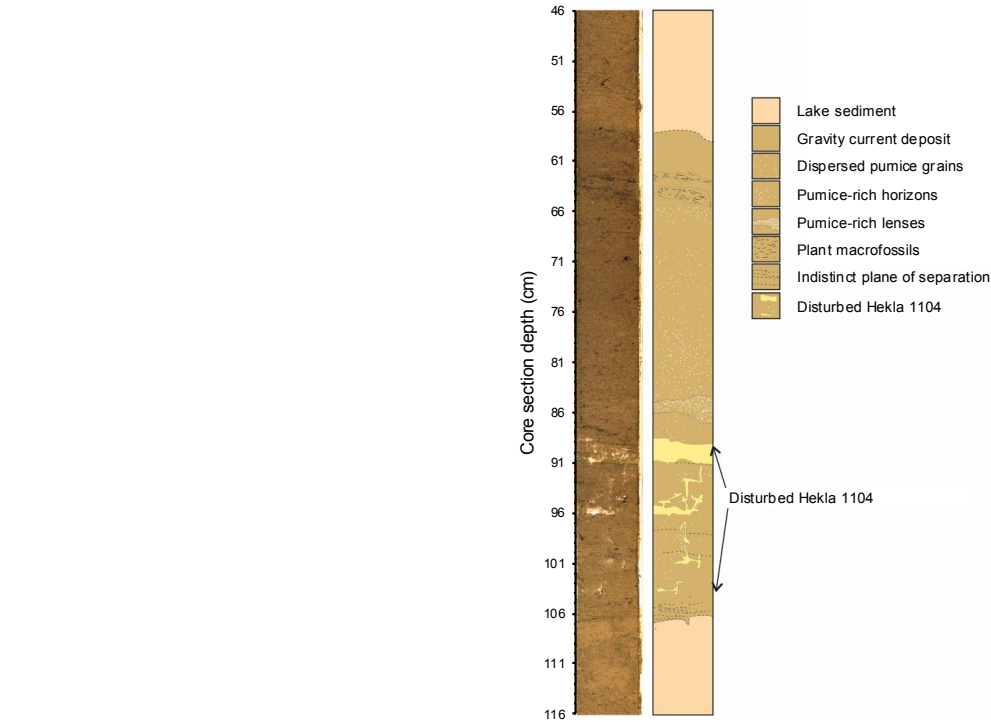 46
51
56
61
66
71
76
81
86
91
96
101
106
111
116
Core section depth (cm)
Lake sediment
Gravity current deposit
Dispersed pumice grains
Pumice-rich horizons
Pumice-rich lenses
Plant macrofossils
Indistinct plane of separation
Disturbed Hekla 1104
Disturbed Hekla 1104